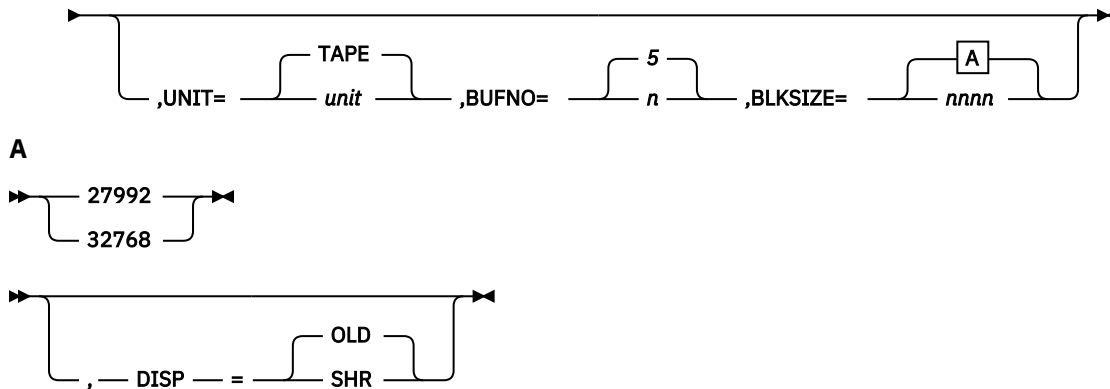 TAPE 5 A
,UNIT= unit ,BUFNO= n ,BLKSIZE= nnnn
A
27992
32768
OLD
, DISP = SHR